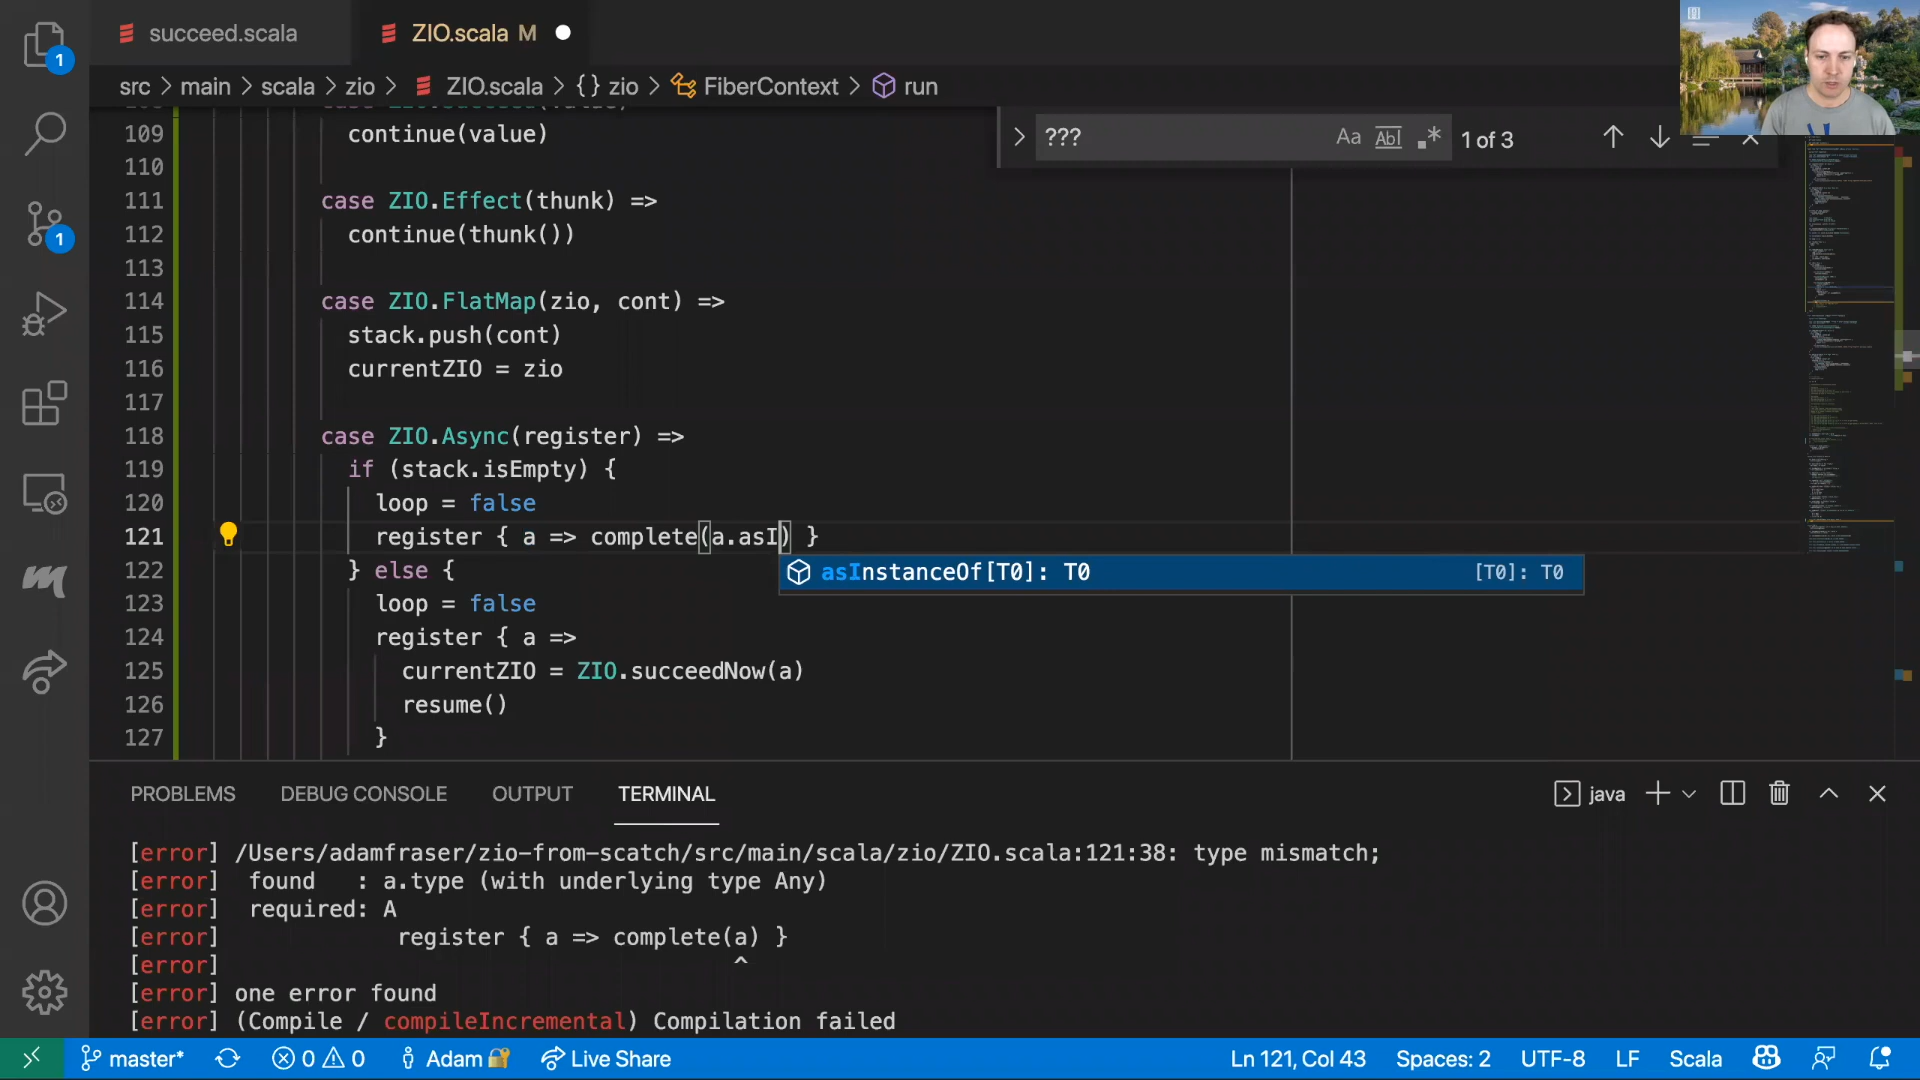 succeed.scala
ZIO.scala M
src > main > scala > zio > ZIO.scala > {} zio > FiberContext > run
109 continue(value)
110
111 case ZIO.Effect(thunk) =>
112 continue(thunk())
113
114 case ZIO.FlatMap(zio, cont) =>
115 stack.push(cont)
116 currentZIO = zio
117
118 case ZIO.Async(register) =>
119 if (stack.isEmpty) {
120 loop = false
121 register { a => complete(a.asI) }
122 } else {
123 loop = false
124 register { a =>
125 currentZIO = ZIO.succeedNow(a)
126 resume()
127 }
??? Aa Abl .* 1 of 3
asInstanceOf[T0]: T0 [T0]: T0
1
1
PROBLEMS DEBUG CONSOLE OUTPUT TERMINAL java
[error] /Users/adamfraser/zio-from-scatch/src/main/scala/zio/ZIO.scala:121:38: type mismatch;
[error] found : a.type (with underlying type Any)
[error] required: A
[error] register { a => complete(a) }
[error] ^
[error] one error found
[error] (Compile / compileIncremental) Compilation failed
master* 0 0 Adam Live Share Ln 121, Col 43 Spaces: 2 UTF-8 LF Scala